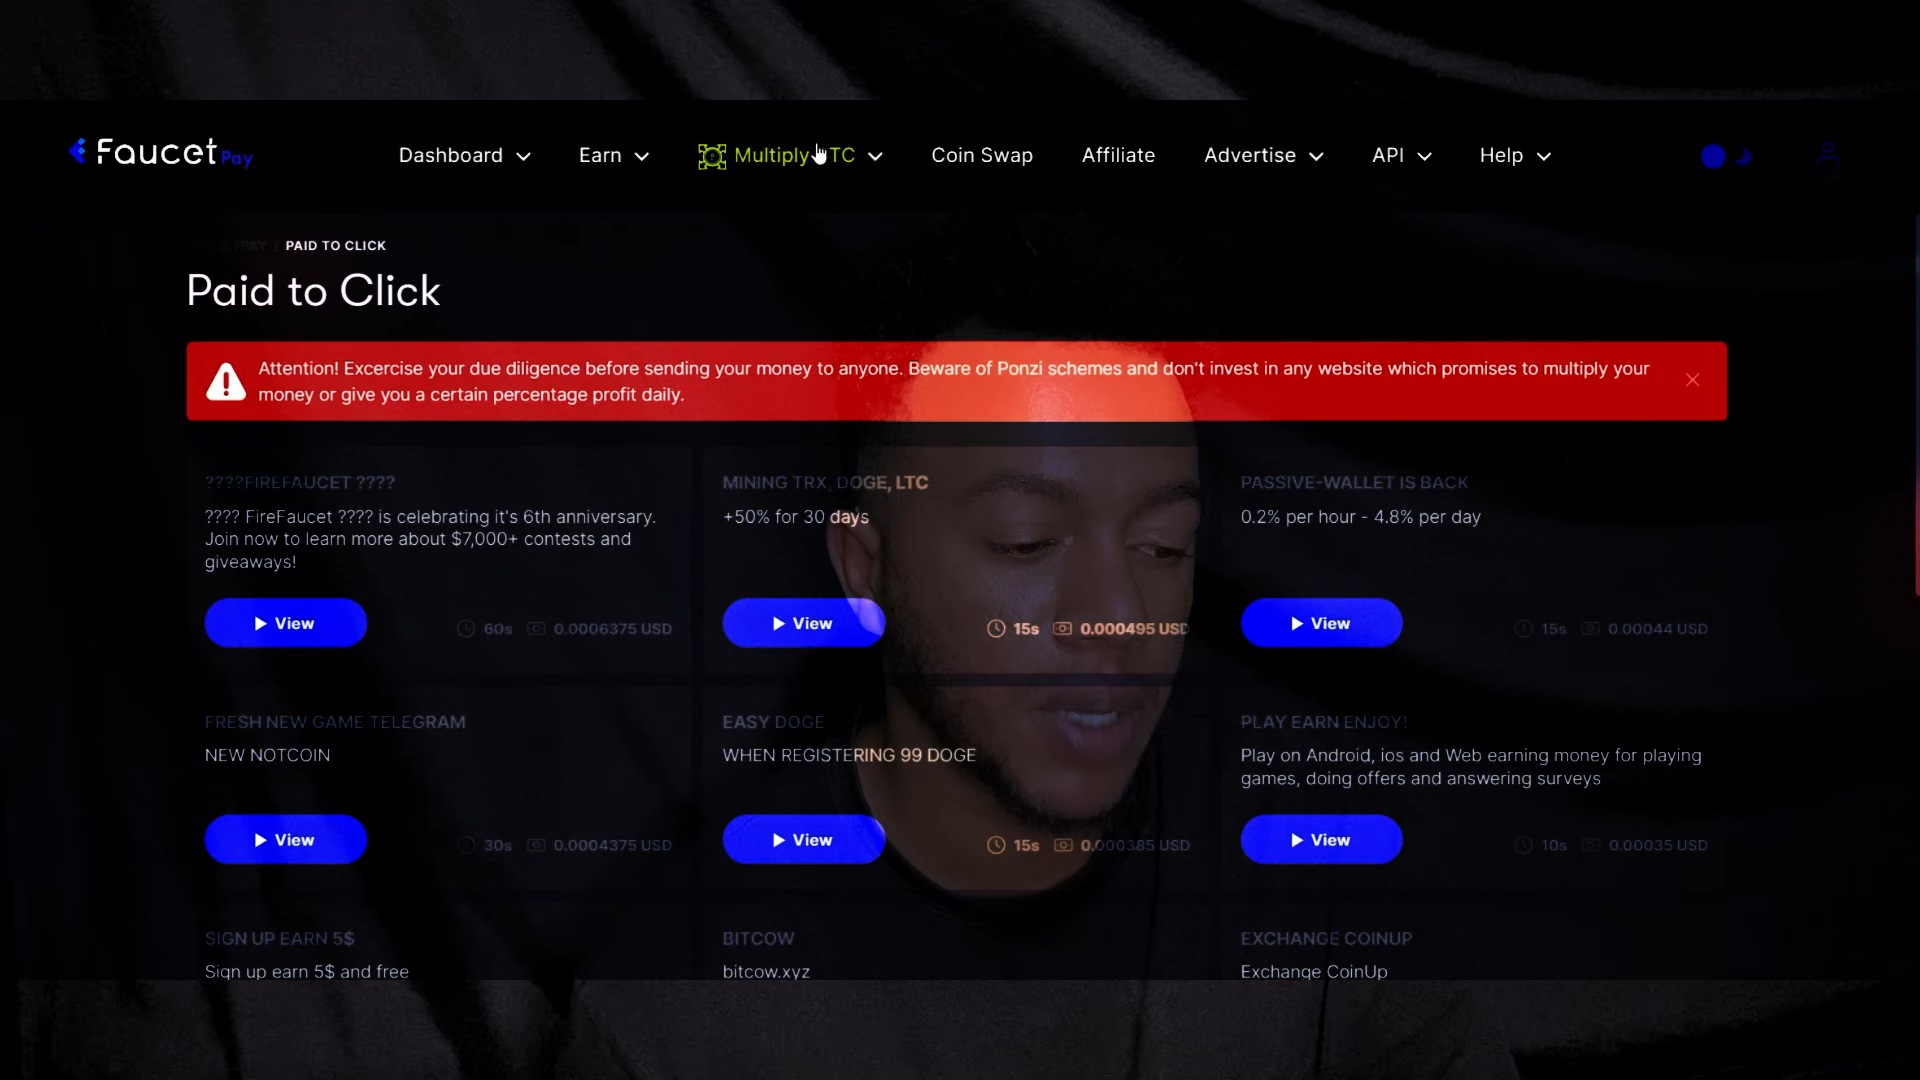 Faucet Pay
Dashboard Earn Multiply TC Coin Swap Affiliate Advertise API Help
PAY / PAID TO CLICK
Paid to Click
Attention! Excercise your due diligence before sending your money to anyone. Beware of Ponzi schemes and don't invest in any website which promises to multiply your
money or give you a certain percentage profit daily.
????FIREFAUCET ????
???? FireFaucet ???? is celebrating it's 6th anniversary.
Join now to learn more about $7,000+ contests and
giveaways!
View 60s 0.0006375 USD
MINING TRX, DOGE, LTC
+50% for 30 days
View 15s 0.000495 USD
PASSIVE-WALLET IS BACK
0.2% per hour - 4.8% per day
View 15s 0.00044 USD
FRESH NEW GAME TELEGRAM
NEW NOTCOIN
View 30s 0.0004375 USD
EASY DOGE
WHEN REGISTERING 99 DOGE
View 15s 0.000385 USD
PLAY EARN ENJOY!
Play on Android, ios and Web earning money for playing
games, doing offers and answering surveys
View 10s 0.00035 USD
SIGN UP EARN 5$
Sign up earn 5$ and free
BITCOW
bitcow.xyz
EXCHANGE COINUP
Exchange CoinUp